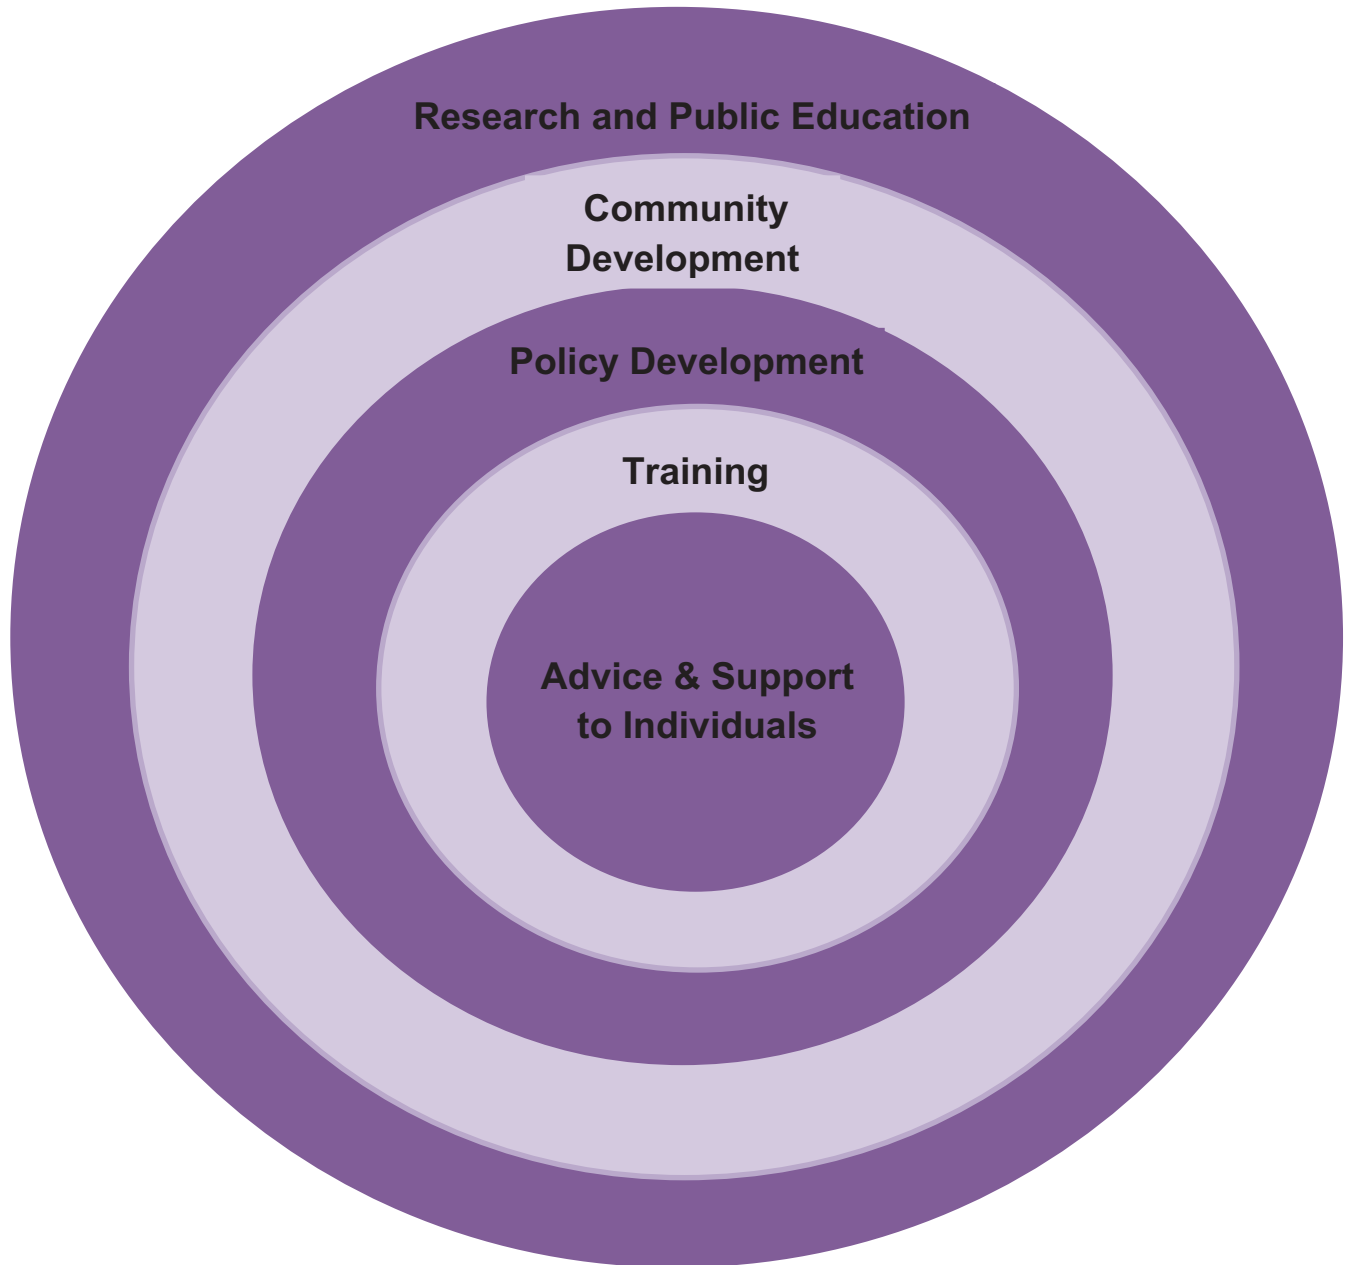 Research and Public Education
Community
Development
Policy Development
Training
Advice & Support
to Individuals